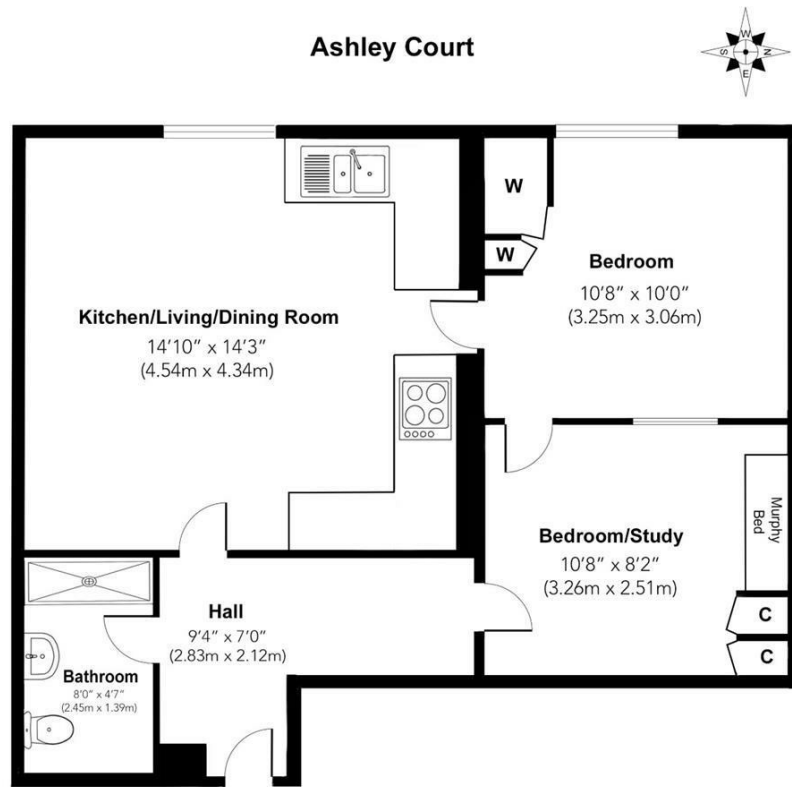 Ashley Court
W
S
N
E
W
W
Bedroom
10'8" x 10'0"
(3.25m x 3.06m)
Kitchen/Living/Dining Room
14'10" x 14'3"
(4.54m x 4.34m)
Bedroom/Study
10'8" x 8'2"
(3.26m x 2.51m)
Murphy
Bed
C
C
Hall
9'4" x 7'0"
(2.83m x 2.12m)
Bathroom
8'0" x 4'7"
(2.45m x 1.39m)